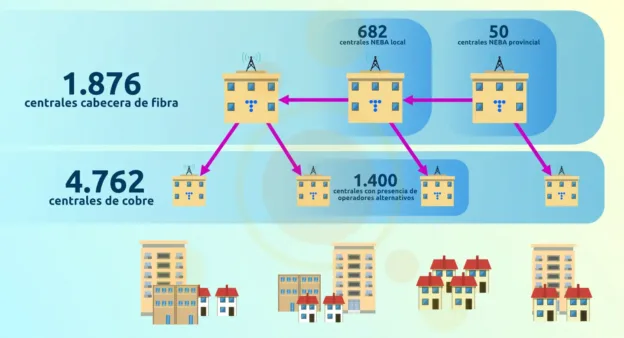 682
centrales NEBA local
50
centrales NEBA provincial
1.876
centrales cabecera de fibra
4.762
centrales de cobre
1.400
centrales con presencia de
operadores alternativos